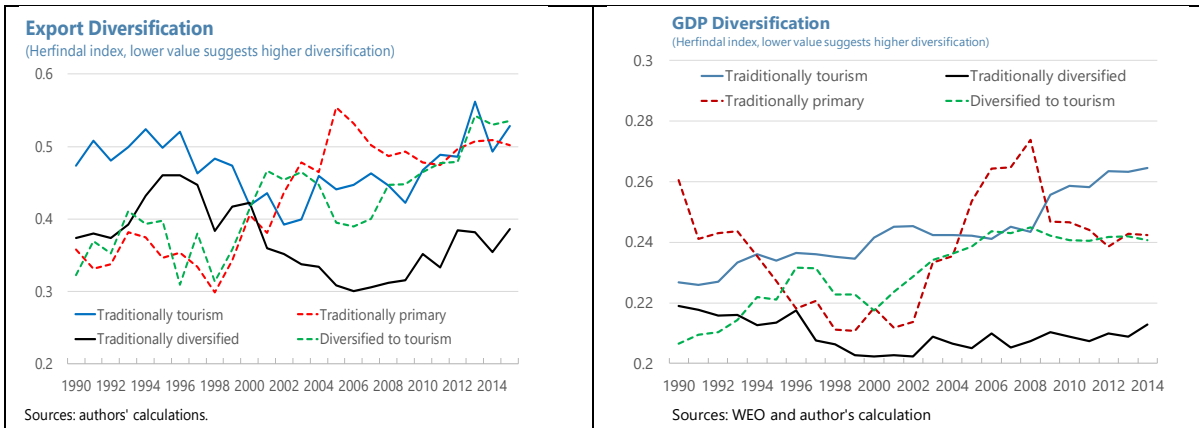 Export Diversification
(Herfindal index, lower value suggests higher diversification)
0.6
0.5
0.4
0.3
0.2
Traditionally tourism
Traditionally primary
Traditionally diversified
Diversified to tourism
1990 1992 1994 1996 1998 2000 2002 2004 2006 2008 2010 2012 2014
Sources: authors' calculations.
GDP Diversification
(Herfindal index, lower value suggests higher diversification)
0.3
0.28
0.26
0.24
0.22
0.2
Traiditionally tourism
Traditionally diversified
Traditionally primary
Diversified to tourism
1990 1992 1994 1996 1998 2000 2002 2004 2006 2008 2010 2012 2014
Sources: WEO and author's calculation